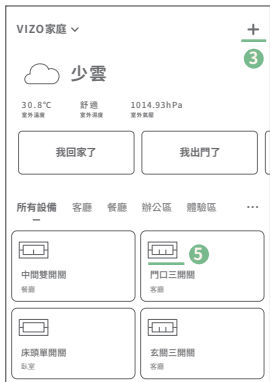 VIZO家庭
+
3
少雲
30.8°C 舒適 1014.93hPa
室外溫度 室外濕度 室外氣壓
我回家了 我出門了
所有設備 客廳 餐廳 辦公區 體驗區 ...
5
中間雙開關 門口三開關
餐廳 客廳
床頭單開關 玄關三開關
臥室 客廳